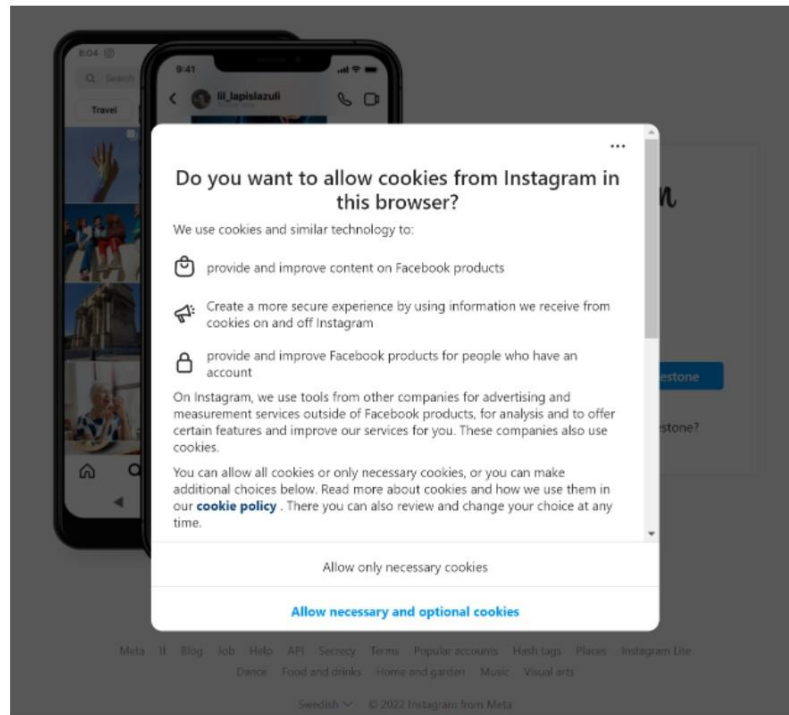 8:04
Search
Travel
9:41
lil_lapislazuli
Do you want to allow cookies from Instagram in
this browser?
We use cookies and similar technology to:
provide and improve content on Facebook products
Create a more secure experience by using information we receive from
cookies on and off Instagram
provide and improve Facebook products for people who have an
account
On Instagram, we use tools from other companies for advertising and
measurement services outside of Facebook products, for analysis and to offer
certain features and improve our services for you. These companies also use
cookies.
You can allow all cookies or only necessary cookies, or you can make
additional choices below. Read more about cookies and how we use them in
our cookie policy . There you can also review and change your choice at any
time.
Allow only necessary cookies
Allow necessary and optional cookies
estone
estone?
Meta Blog Job Help API Secrecy Terms Popular accounts Hash tags Places Instagram Lite
Dance Food and drinks Home and garden Music Visual arts
Swedish © 2022 Instagram from Meta